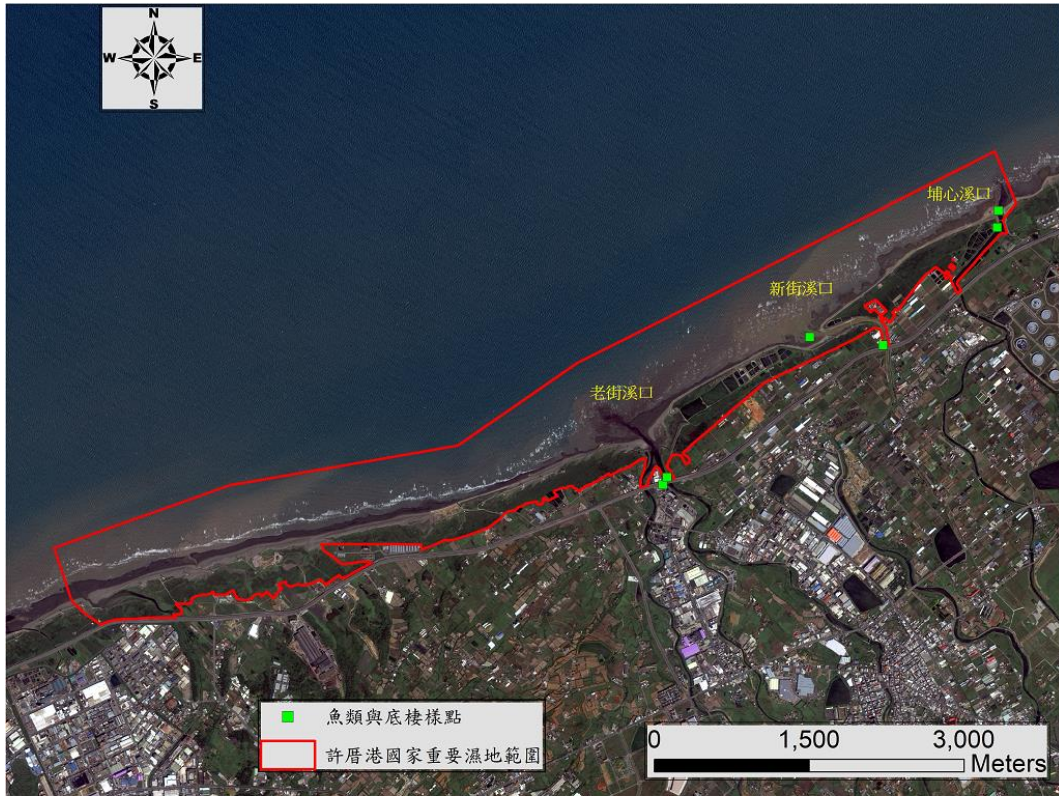 N
W E
S
埔心溪口
新街溪口
老街溪口
魚類與底棲樣點
許厝港國家重要濕地範圍
0 1,500 3,000
Meters